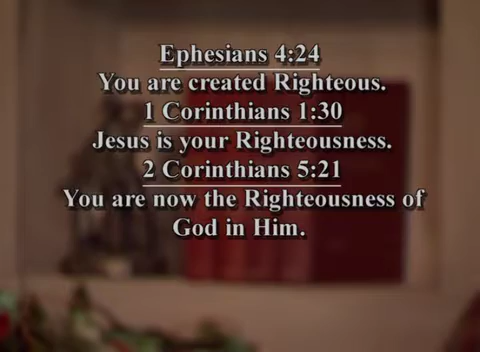 Ephesians 4:24
You are created Righteous.
1 Corinthians 1:30
Jesus is your Righteousness.
2 Corinthians 5:21
You are now the Righteousness of
God in Him.